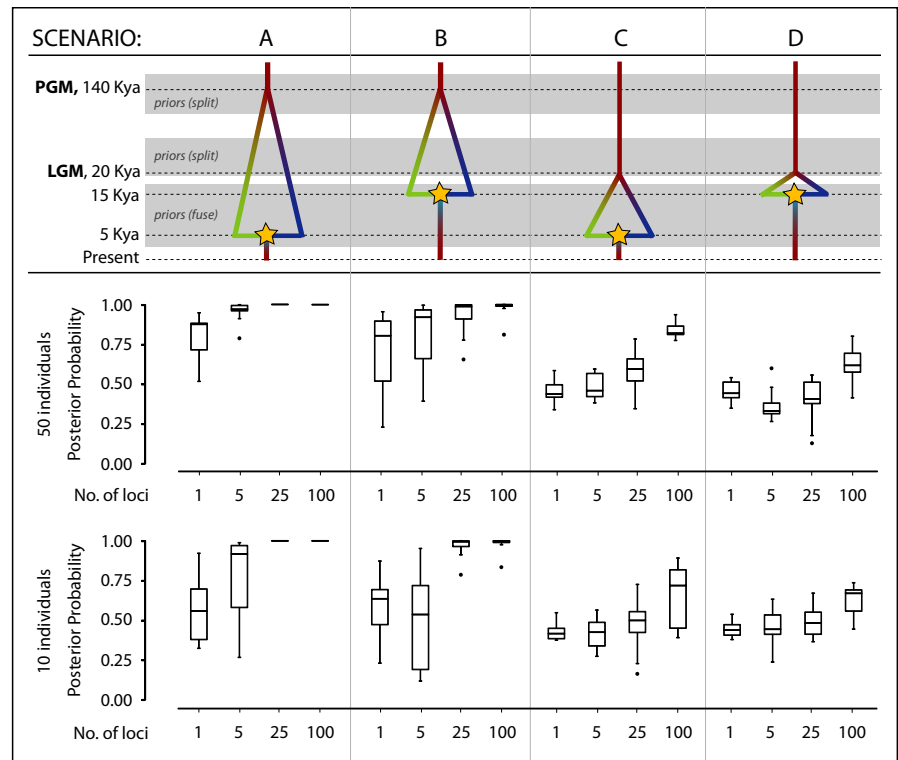 SCENARIO: A B C D
PGM, 140 Kya
priors (split)
priors (split)
LGM, 20 Kya
15 Kya
priors (fuse)
5 Kya
Present
50 individuals
Posterior Probability
1.00
0.75
0.50
0.25
0.00
No. of loci 1 5 25 100 1 5 25 100 1 5 25 100 1 5 25 100
10 individuals
Posterior Probability
1.00
0.75
0.50
0.25
0.00
No. of loci 1 5 25 100 1 5 25 100 1 5 25 100 1 5 25 100